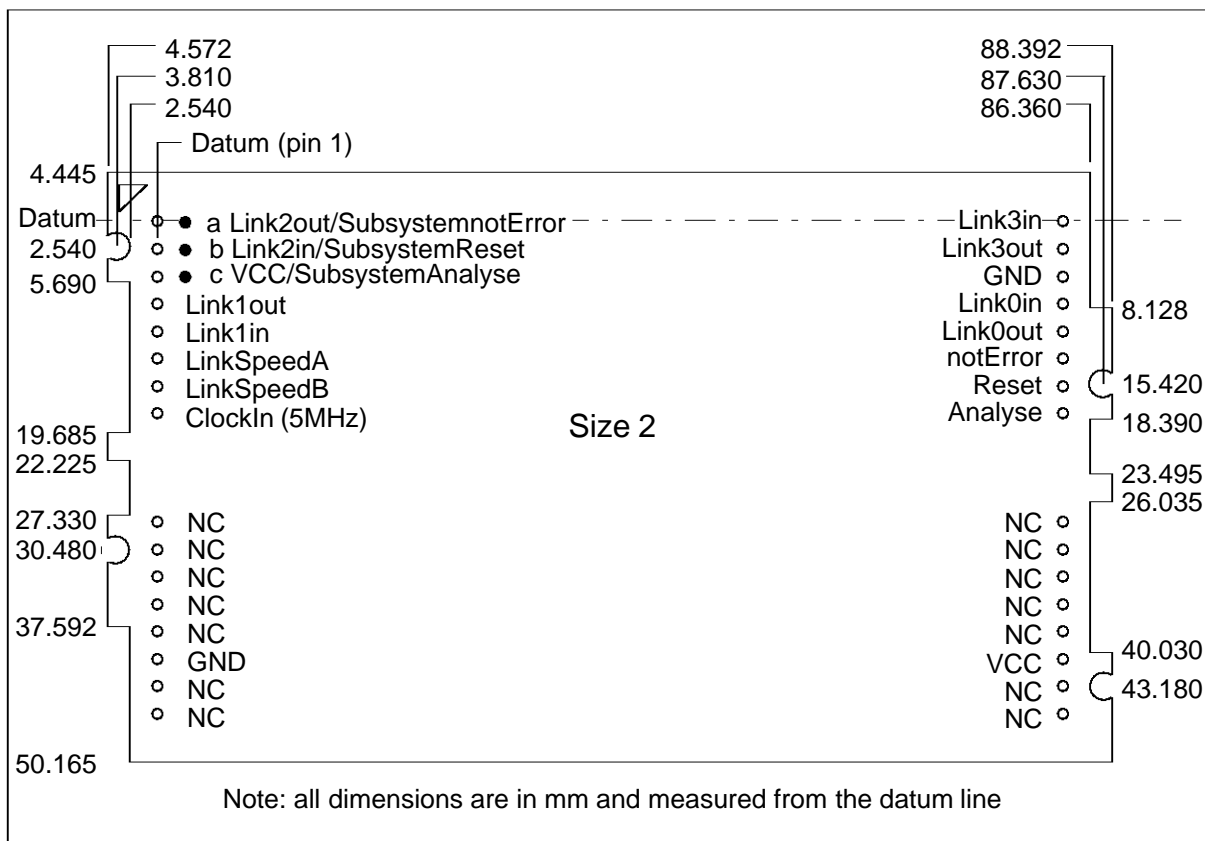 4.572 88.392
3.810 87.630
2.540 86.360
Datum (pin 1)
4.445
Datum a Link2out/SubsystemnotError Link3in
2.540 b Link2in/SubsystemReset Link3out
5.690 c VCC/SubsystemAnalyse GND
Link1out Link0in 8.128
Link1in Link0out
LinkSpeedA notError
LinkSpeedB Reset 15.420
ClockIn (5MHz) Analyse 18.390
Size 2
19.685
22.225 23.495
26.035
27.330 NC NC
30.480 NC NC
NC NC
NC NC
37.592 NC NC
GND VCC 40.030
NC NC 43.180
NC NC
50.165
Note: all dimensions are in mm and measured from the datum line